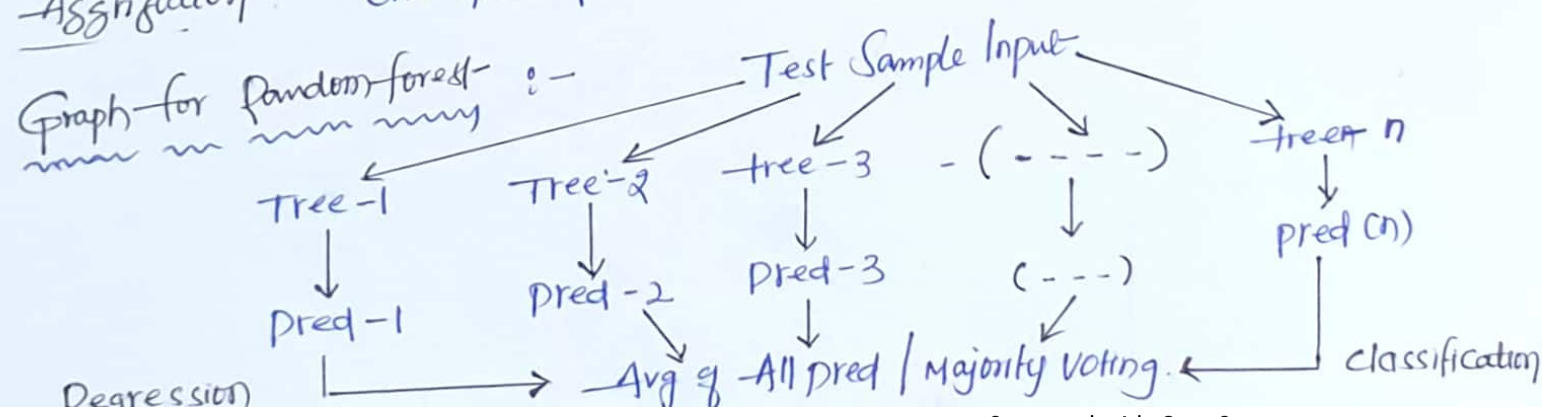 Graph for Random forest :-
Test Sample Input
Tree-1 Tree-2 tree-3 -(- - - -) tree n
Pred-1 Pred-2 Pred-3 (- - -) pred (n)
Regression Avg of All pred / Majority Voting. Classification